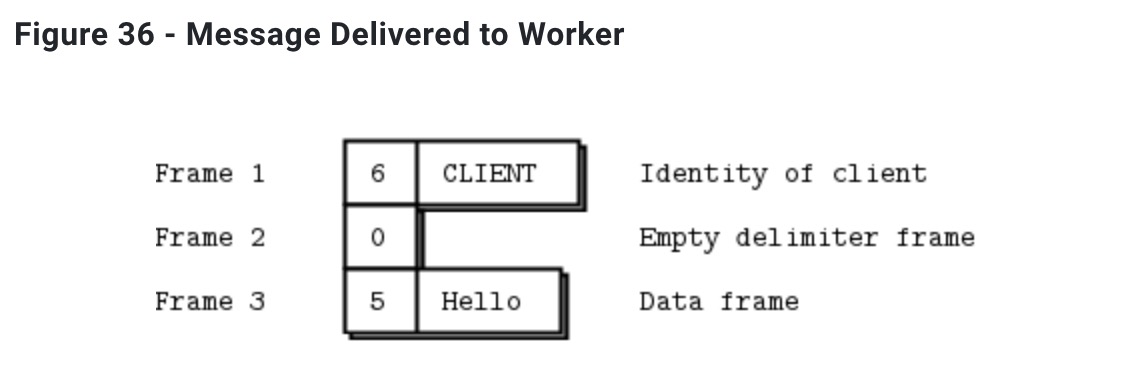 Figure 36 - Message Delivered to Worker
Frame 1 6 CLIENT Identity of client
Frame 2 0 Empty delimiter frame
Frame 3 5 Hello Data frame